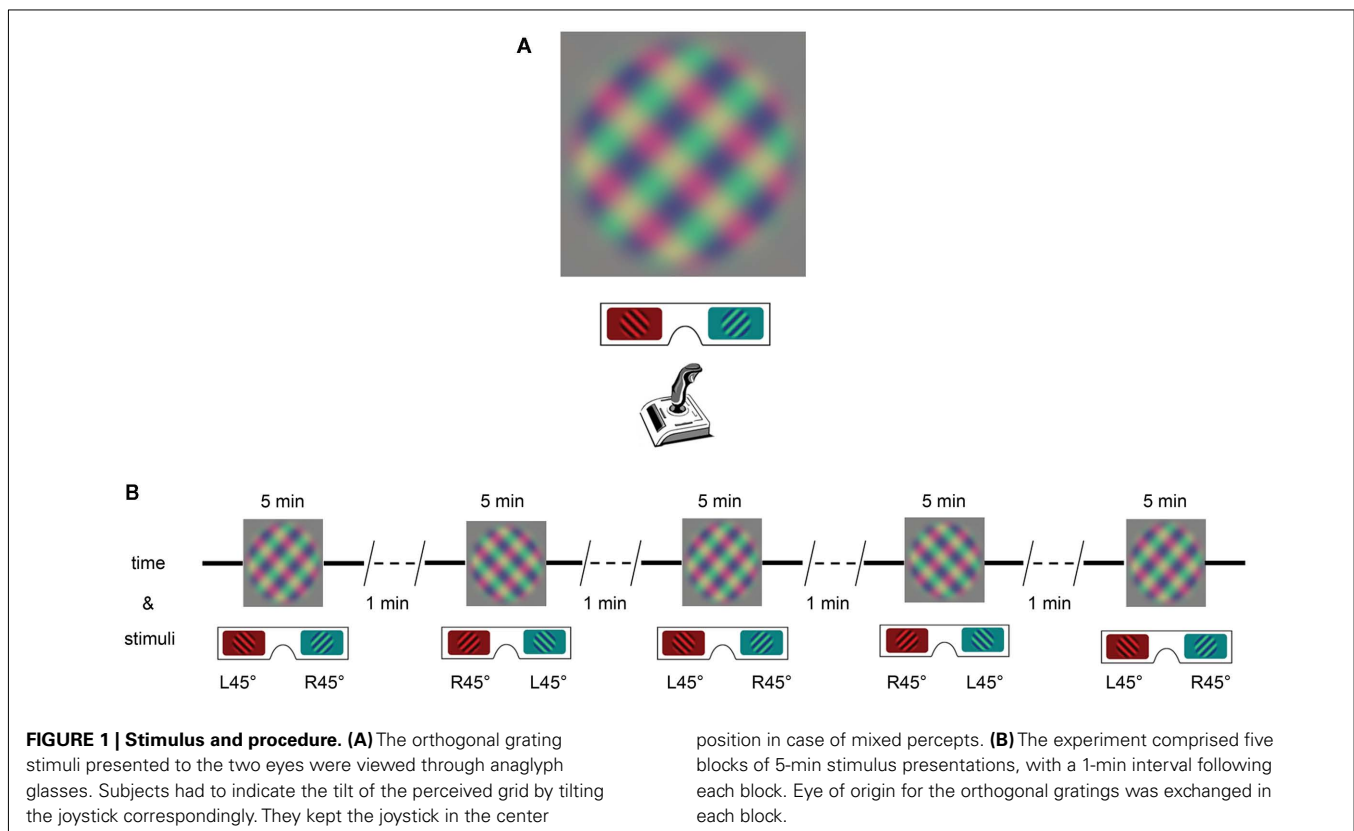 A
B
5 min 5 min 5 min 5 min 5 min
time
1 min 1 min 1 min 1 min
&
stimuli
L45° R45° R45° L45° L45° R45° R45° L45° L45° R45°
FIGURE 1 | Stimulus and procedure. (A) The orthogonal grating
stimuli presented to the two eyes were viewed through anaglyph
glasses. Subjects had to indicate the tilt of the perceived grid by tilting
the joystick correspondingly. They kept the joystick in the center
position in case of mixed percepts. (B) The experiment comprised five
blocks of 5-min stimulus presentations, with a 1-min interval following
each block. Eye of origin for the orthogonal gratings was exchanged in
each block.